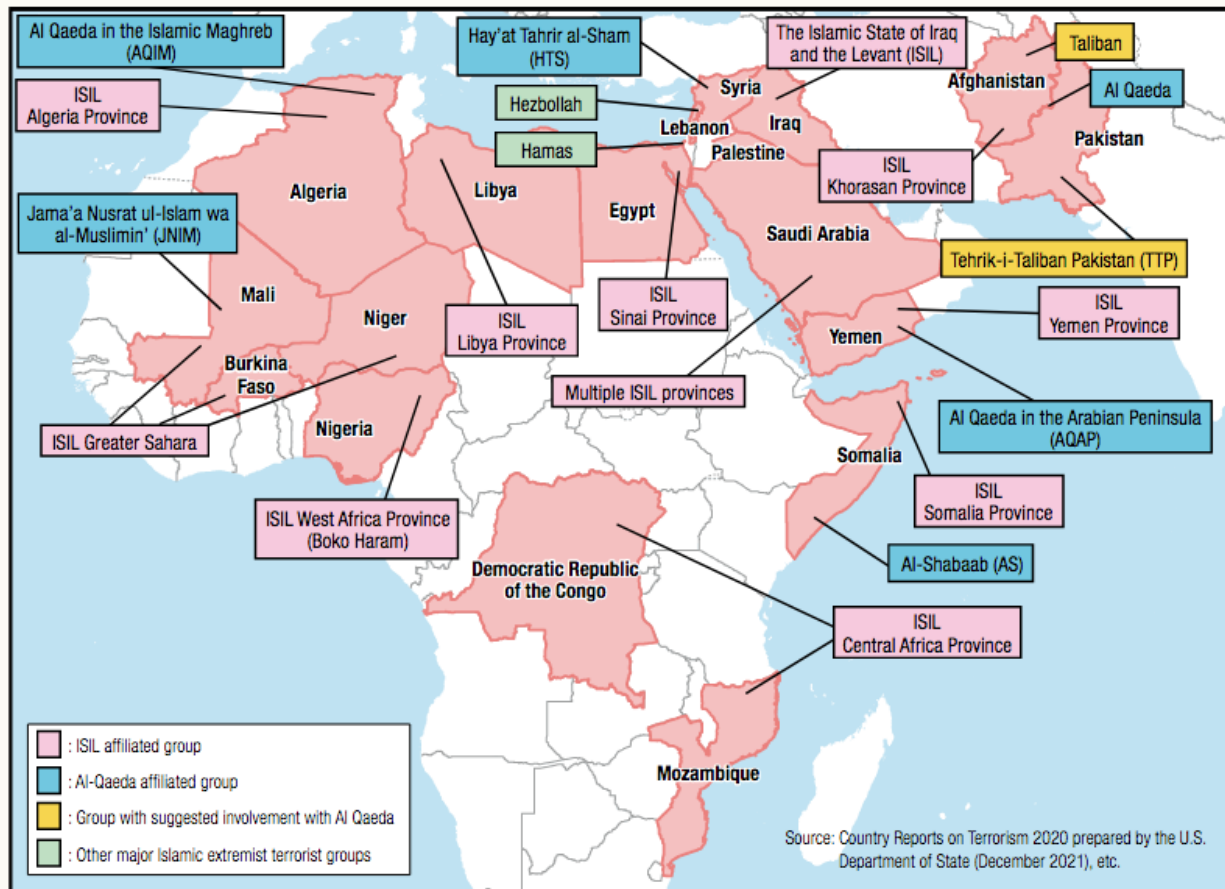 Al Qaeda in the Islamic Maghreb
(AQIM)
Hay'at Tahrir al-Sham
(HTS)
The Islamic State of Iraq
and the Levant (ISIL)
Taliban
Afghanistan
Al Qaeda
ISIL
Algeria Province
Hezbollah
Syria
Lebanon
Iraq
Pakistan
Hamas
Palestine
ISIL
Khorasan Province
Algeria
Libya
Egypt
Saudi Arabia
Jama'a Nusrat ul-Islam wa
al-Muslimin' (JNIM)
Tehrik-i-Taliban Pakistan (TTP)
Mali
Niger
ISIL
Libya Province
ISIL
Sinai Province
ISIL
Yemen Province
Yemen
Burkina
Faso
Multiple ISIL provinces
ISIL Greater Sahara
Nigeria
Al Qaeda in the Arabian Peninsula
(AQAP)
Somalia
ISIL West Africa Province
(Boko Haram)
ISIL
Somalia Province
Al-Shabaab (AS)
Democratic Republic
of the Congo
ISIL
Central Africa Province
Mozambique
: ISIL affiliated group
: Al-Qaeda affiliated group
: Group with suggested involvement with Al Qaeda
: Other major Islamic extremist terrorist groups
Source: Country Reports on Terrorism 2020 prepared by the U.S.
Department of State (December 2021), etc.